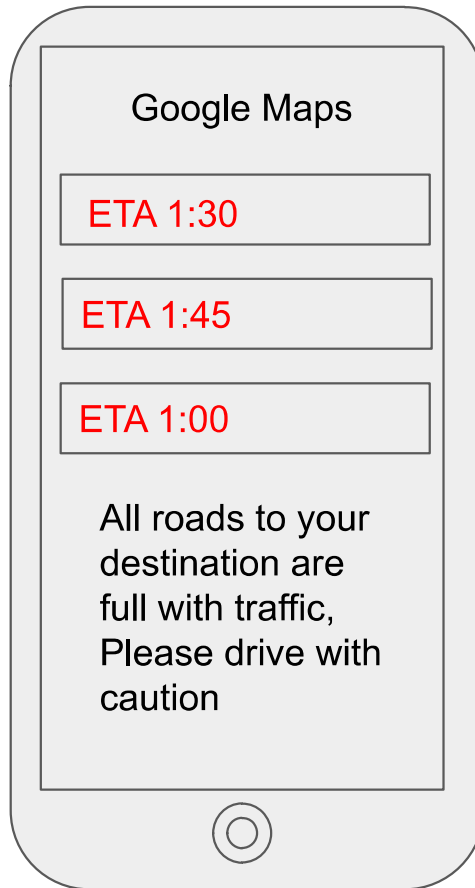 Google Maps
ETA 1:30
ETA 1:45
ETA 1:00
All roads to your
destination are
full with traffic,
Please drive with
caution